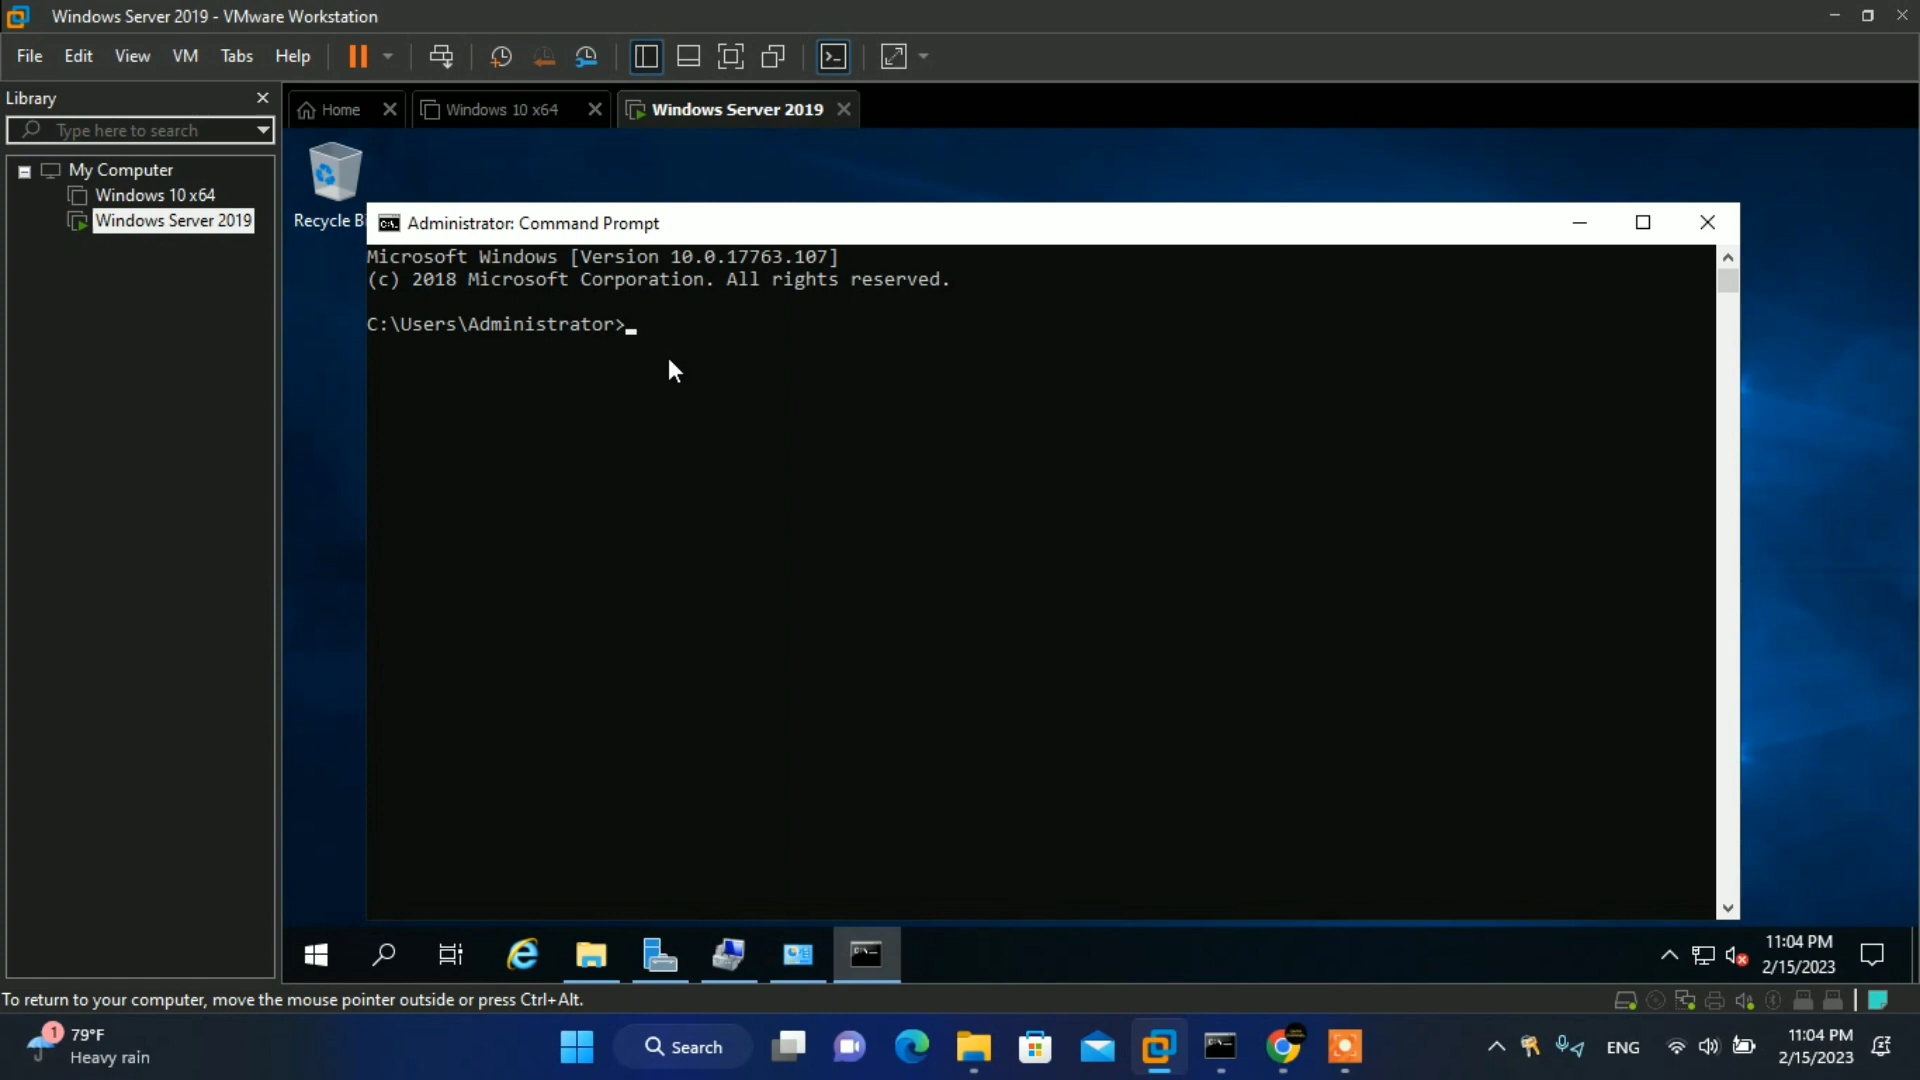 Windows Server 2019 - VMware Workstation
File Edit View VM Tabs Help
Library
Type here to search
My Computer
Windows 10 x64
Windows Server 2019
Home
Windows 10 x64
Windows Server 2019
Recycle Bi
Administrator: Command Prompt
Microsoft Windows [Version 10.0.17763.107]
(c) 2018 Microsoft Corporation. All rights reserved.
C:\Users\Administrator>
11:04 PM
2/15/2023
To return to your computer, move the mouse pointer outside or press Ctrl+Alt.
1
79°F
Heavy rain
Search
ENG
11:04 PM
2/15/2023